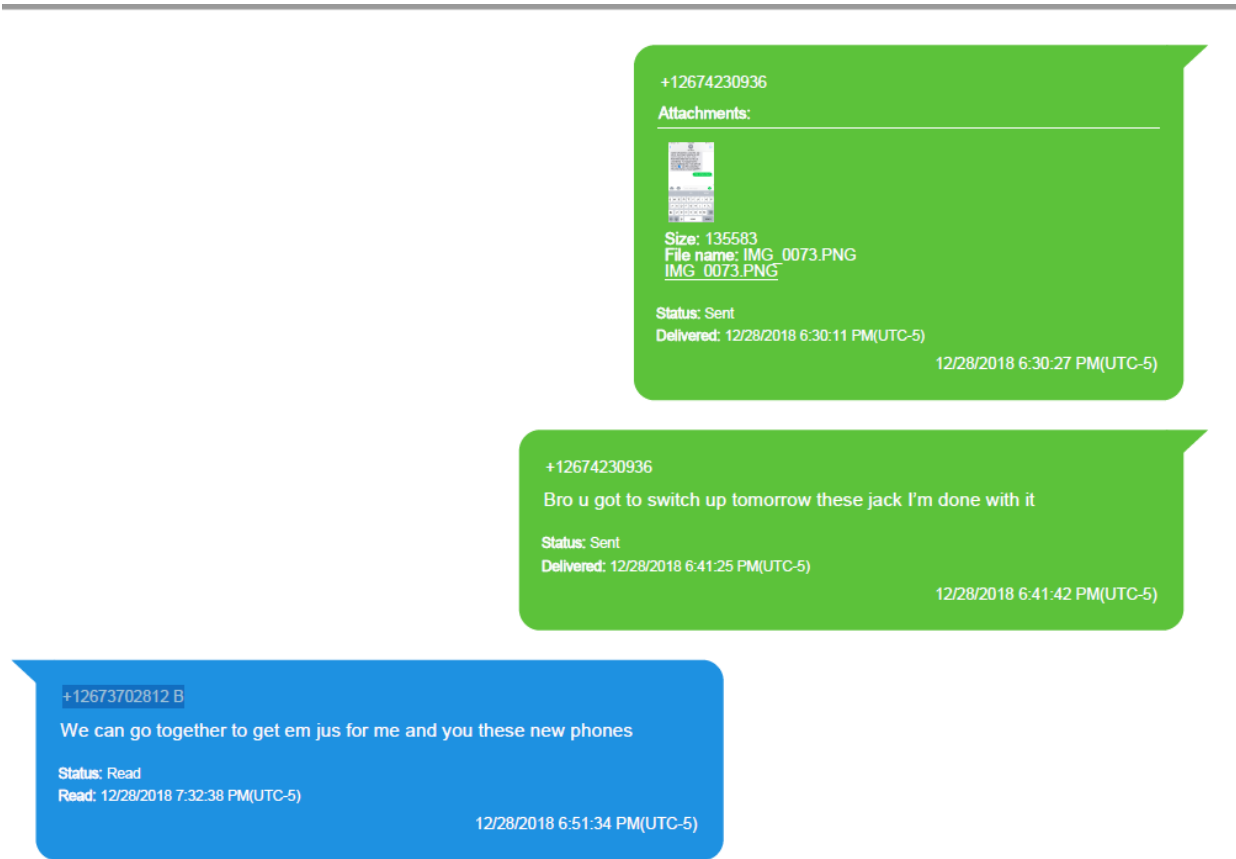 +12674230936
Attachments:
Size: 135583
File name: IMG_0073.PNG
IMG_0073.PNG
Status: Sent
Delivered: 12/28/2018 6:30:11 PM(UTC-5)
12/28/2018 6:30:27 PM(UTC-5)
+12674230936
Bro u got to switch up tomorrow these jack I'm done with it
Status: Sent
Delivered: 12/28/2018 6:41:25 PM(UTC-5)
12/28/2018 6:41:42 PM(UTC-5)
+12673702812 B
We can go together to get em jus for me and you these new phones
Status: Read
Read: 12/28/2018 7:32:38 PM(UTC-5)
12/28/2018 6:51:34 PM(UTC-5)